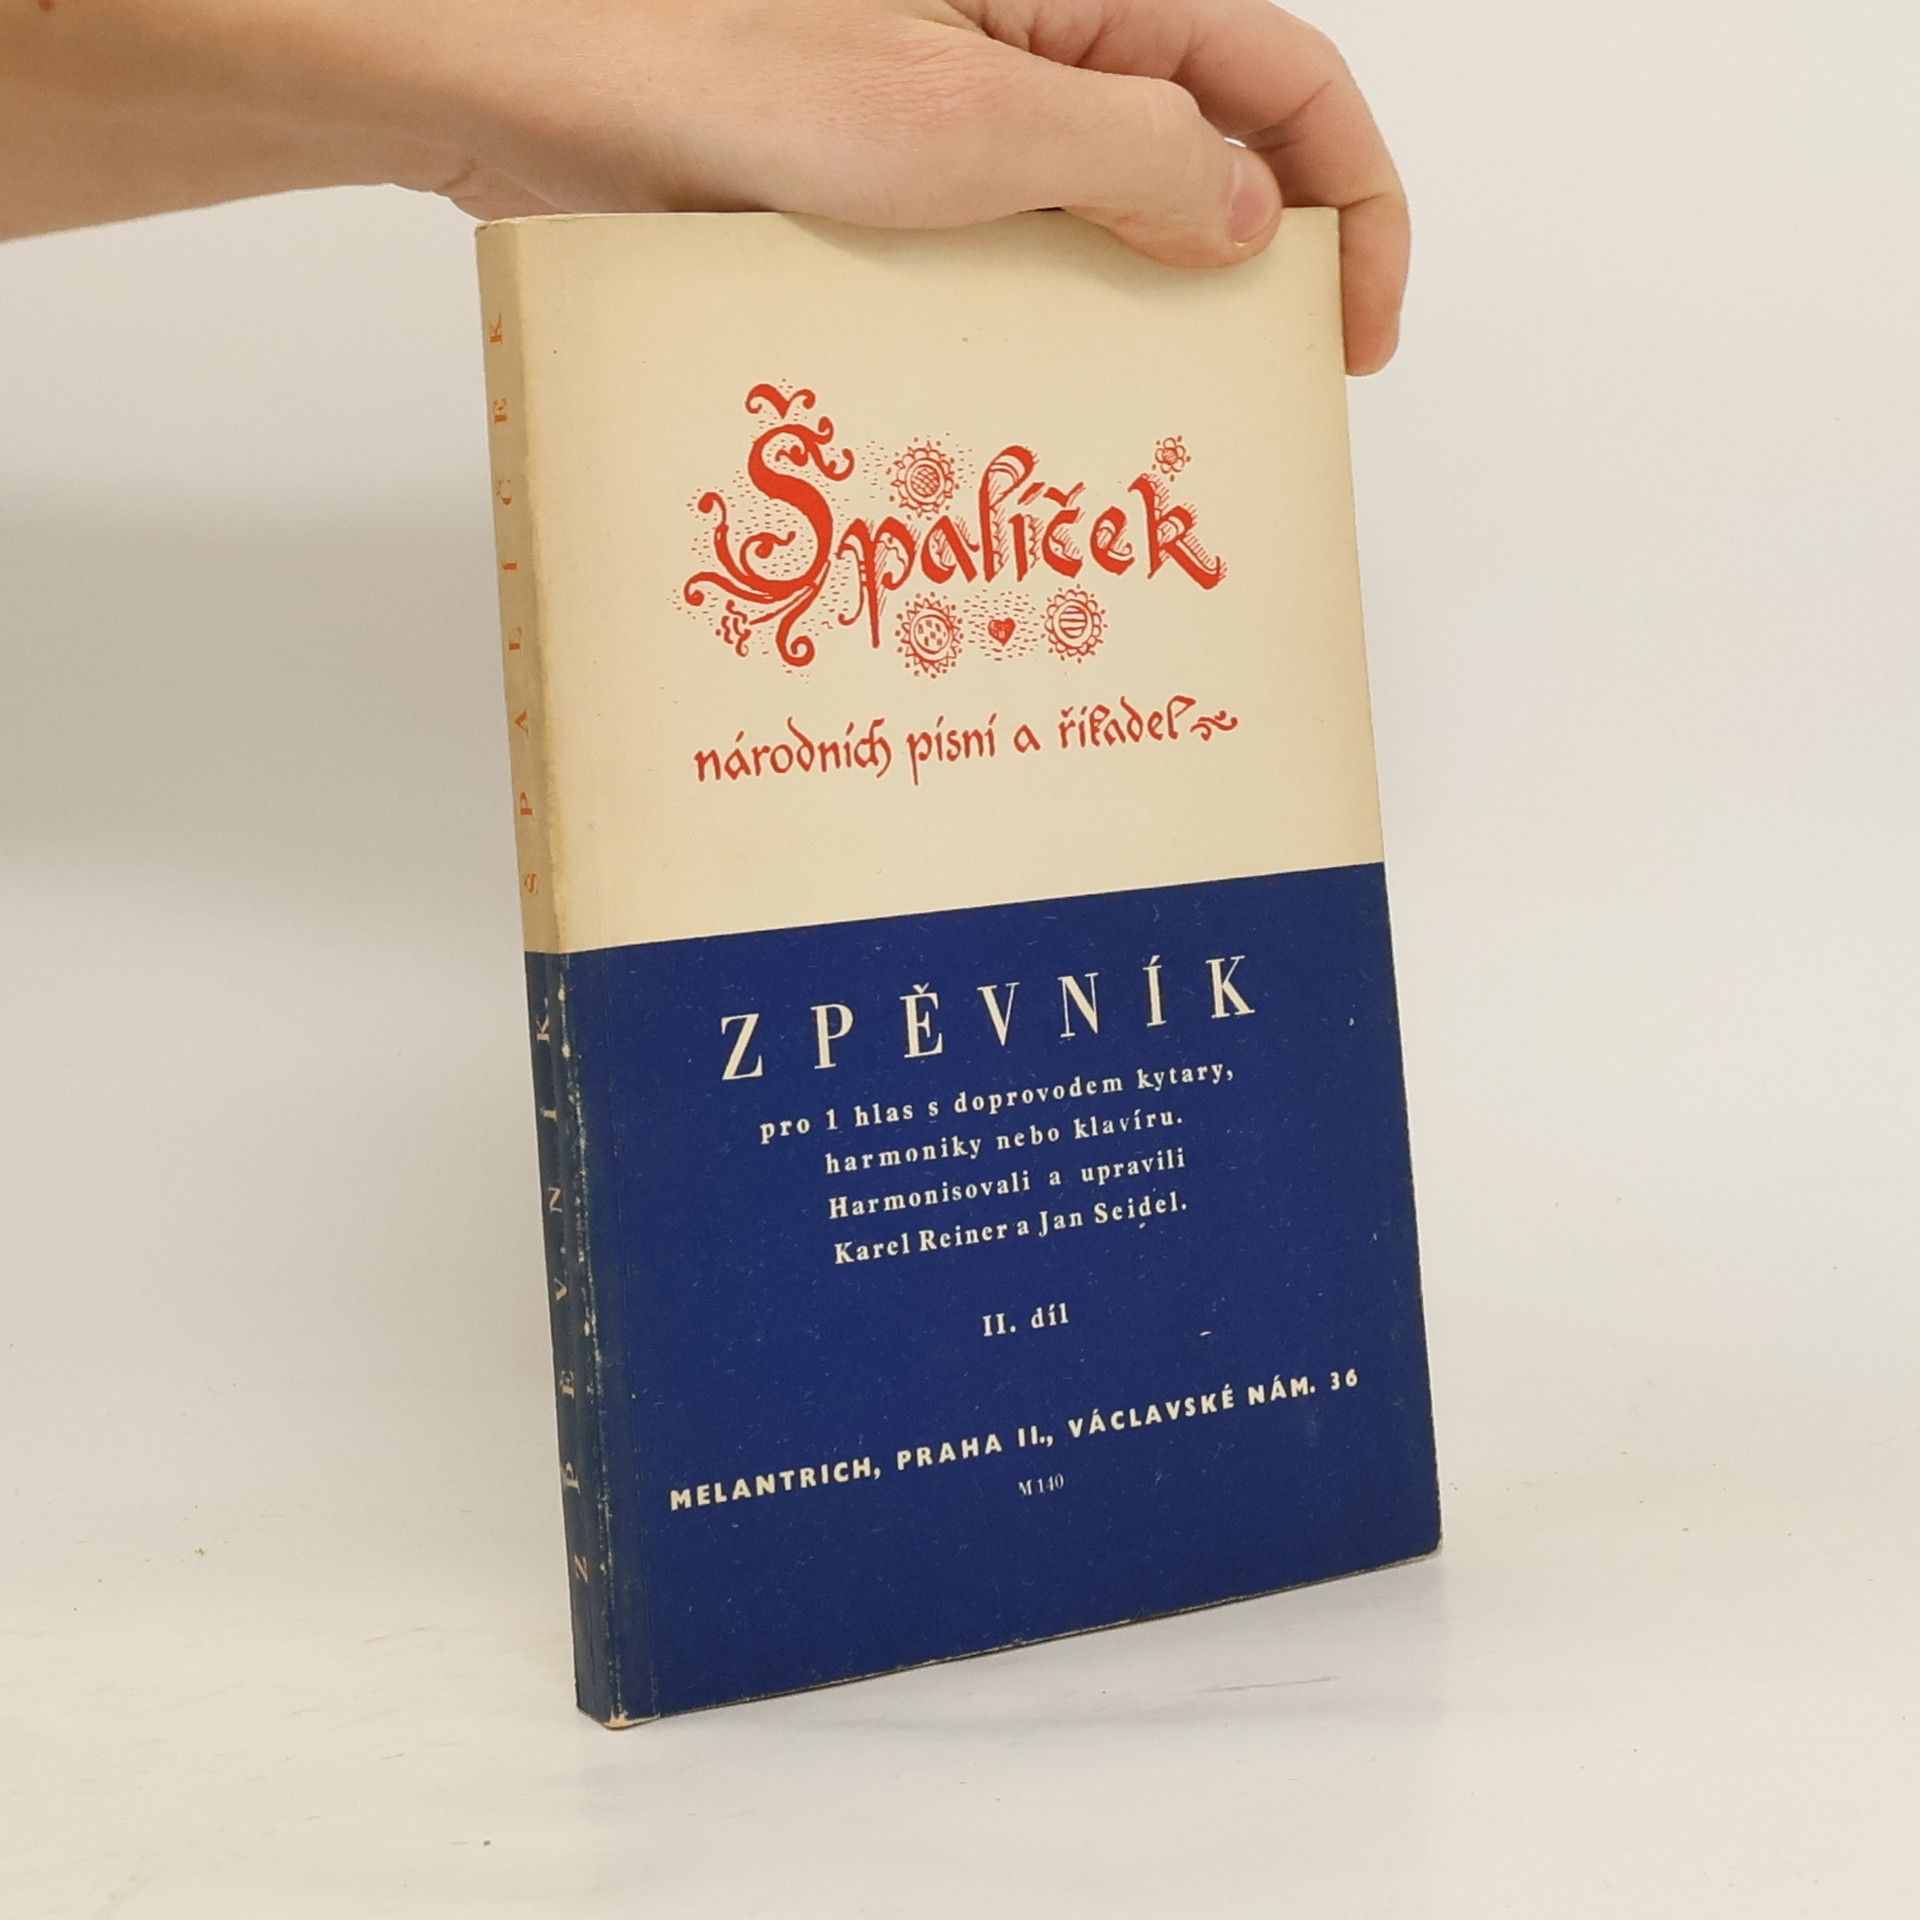 Špalíček
národních písní a říkadel
ZPĚVNÍK
pro 1 hlas s doprovodem kytary,
harmoniky nebo klavíru.
Harmonisovali a upravili
Karel Reiner a Jan Seidel.
II. díl
MELANTRICH, PRAHA II., VÁCLAVSKÉ NÁM. 36
M 140
ZPĚVNÍK ŠPALÍČEK